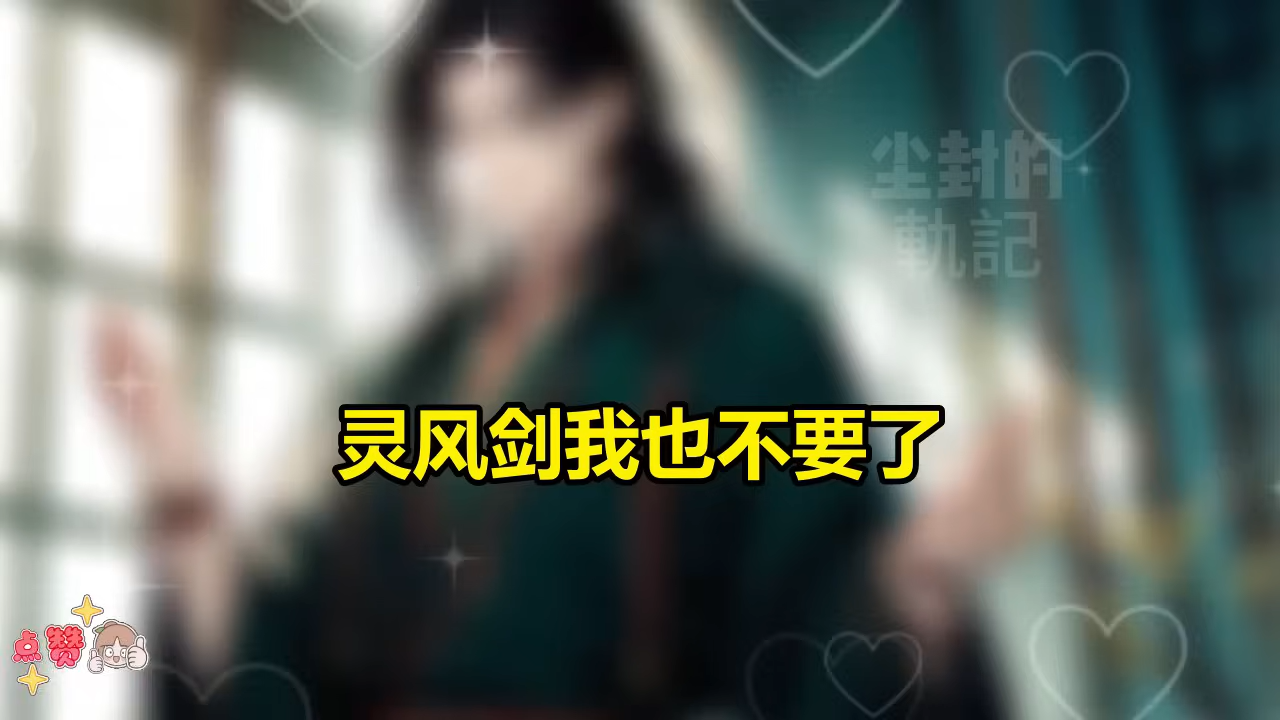 尘封的
軌記
灵风剑我也不要了
点赞